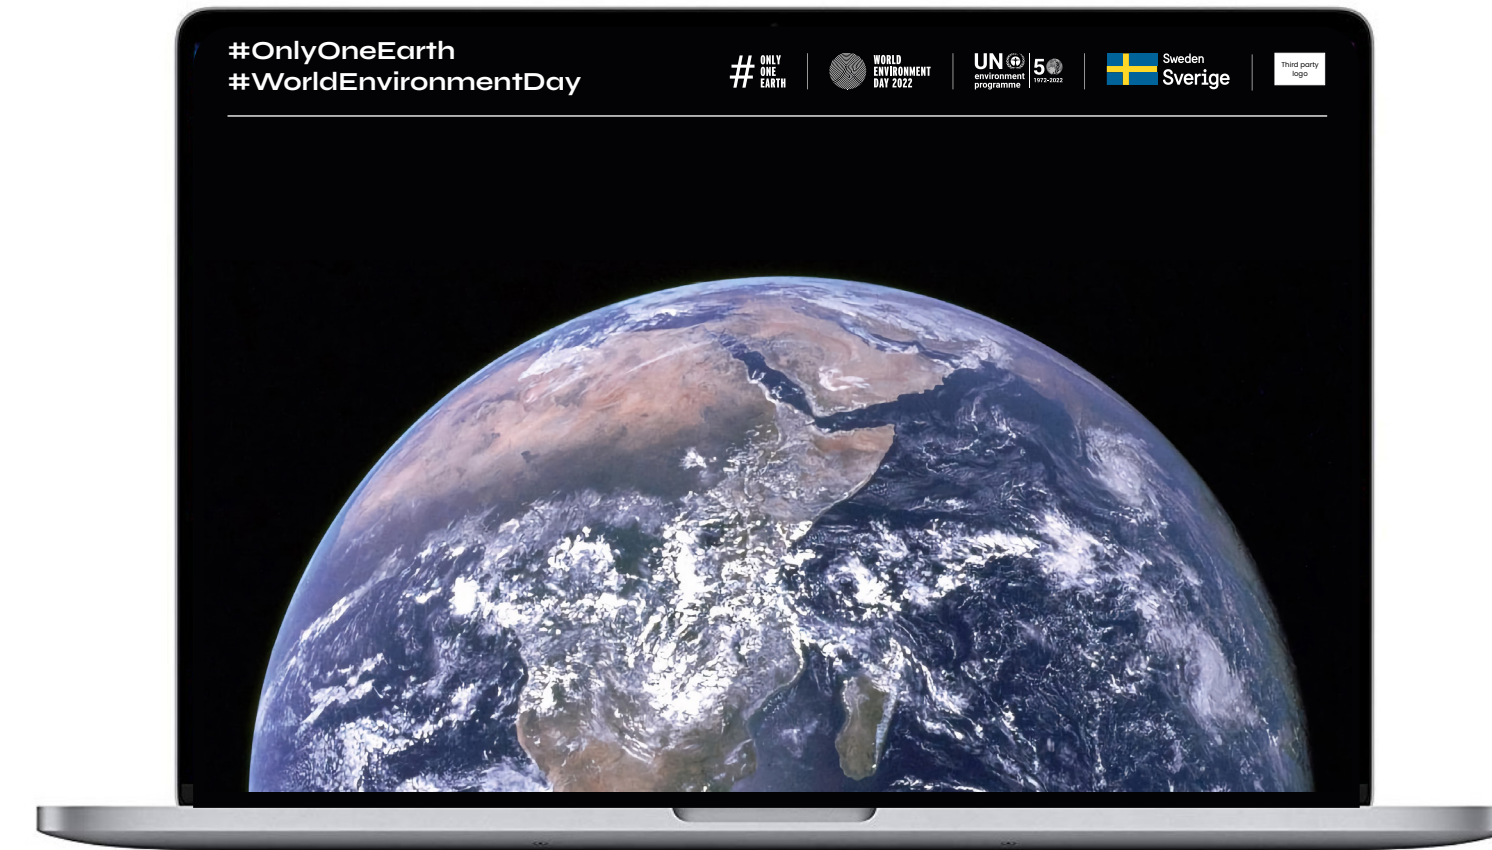 #OnlyOneEarth
#WorldEnvironmentDay
#
ONLY
ONE
EARTH
WORLD
ENVIRONMENT
DAY 2022
UN
environment
programme
50
1972-2022
Sweden
Sverige
Third party
logo